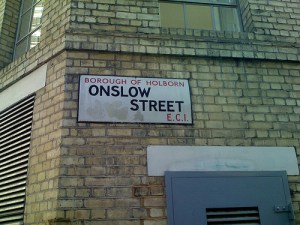 BOROUGH OF HOLBORN
ONSLOW
STREET
E.C.1.